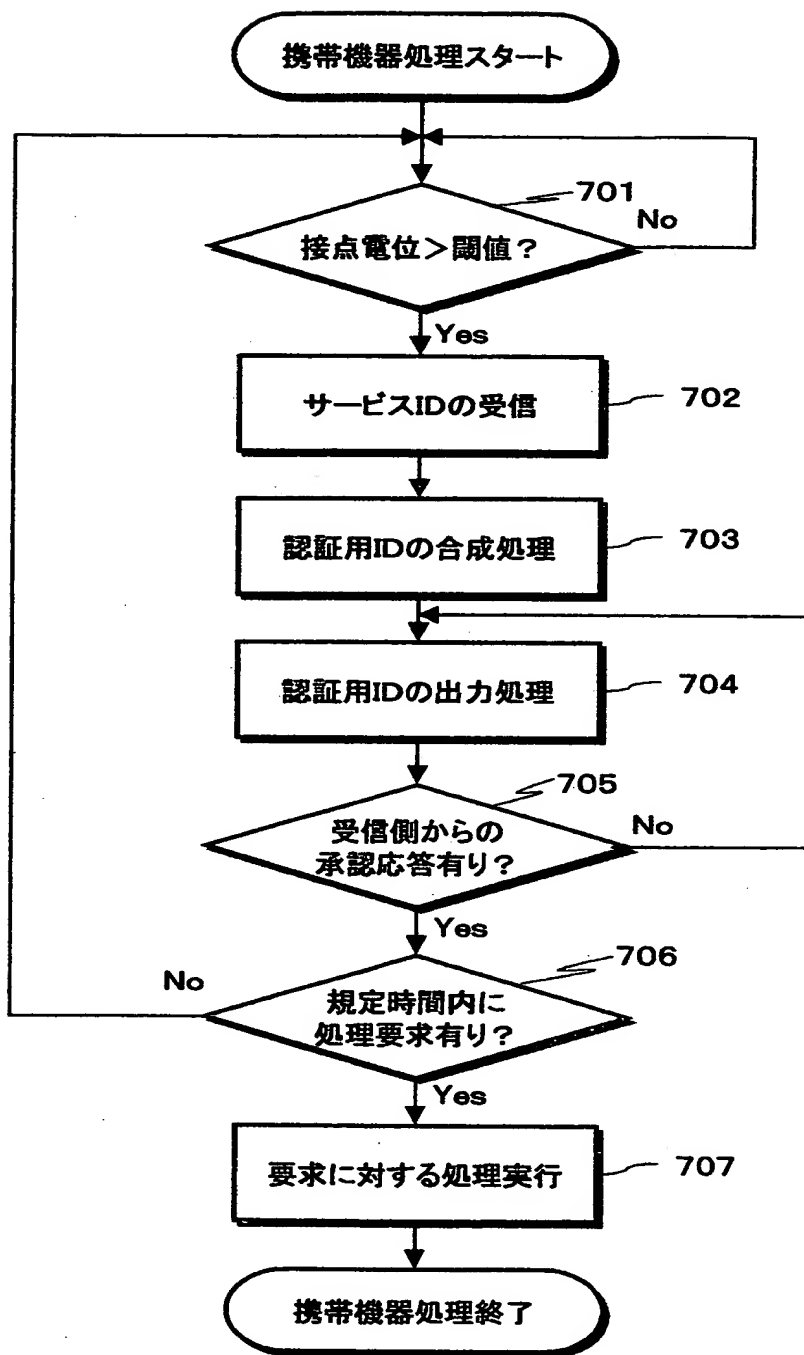 携帯機器処理スタート
701
接点電位>閾値?
No
Yes
サービスIDの受信
702
認証用IDの合成処理
703
認証用IDの出力処理
704
705
受信側からの
承認応答有り?
No
Yes
706
No
規定時間内に
処理要求有り?
Yes
要求に対する処理実行
707
携帯機器処理終了